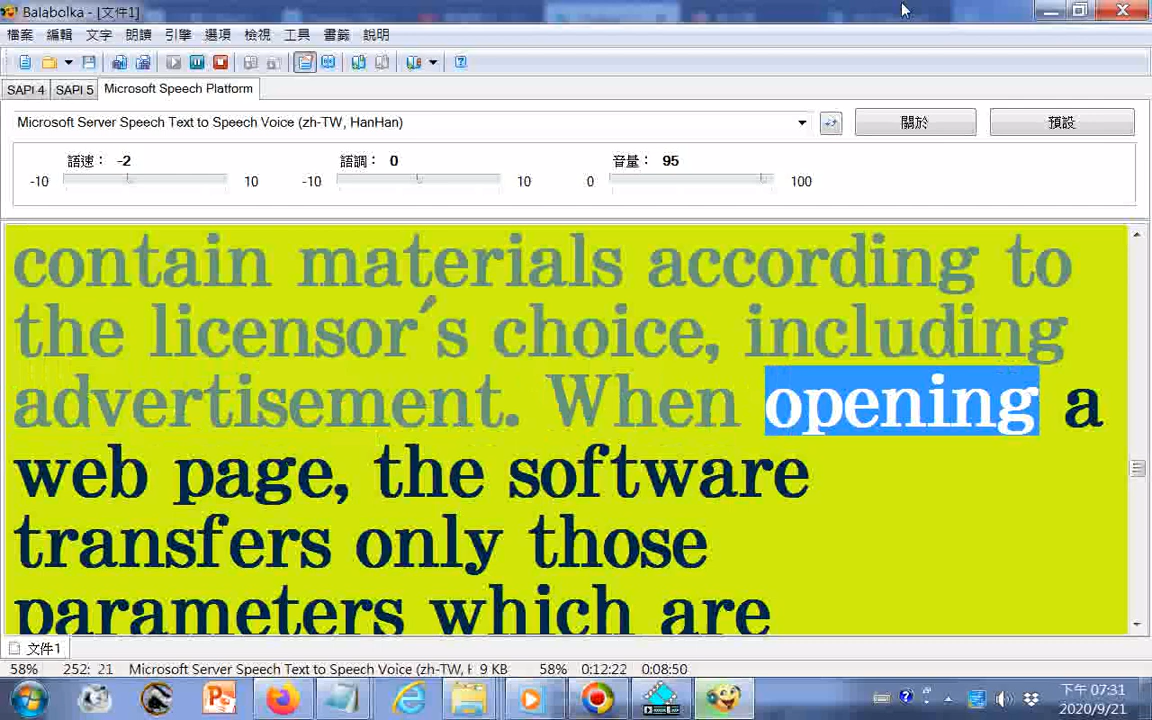 Balabolka - [文件1]
檔案 編輯 文字 朗讀 引擎 選項 檢視 工具 書籤 說明
SAPI 4 SAPI 5 Microsoft Speech Platform
Microsoft Server Speech Text to Speech Voice (zh-TW, HanHan) 關於 預設
語速： -2 語調： 0 音量： 95
-10 10 -10 10 0 100
contain materials according to
the licensor's choice, including
advertisement. When opening a
web page, the software
transfers only those
parameters which are
文件1
58% 252: 21 Microsoft Server Speech Text to Speech Voice (zh-TW, 9 KB 58% 0:12:22 0:08:50
下午 07:31
2020/9/21